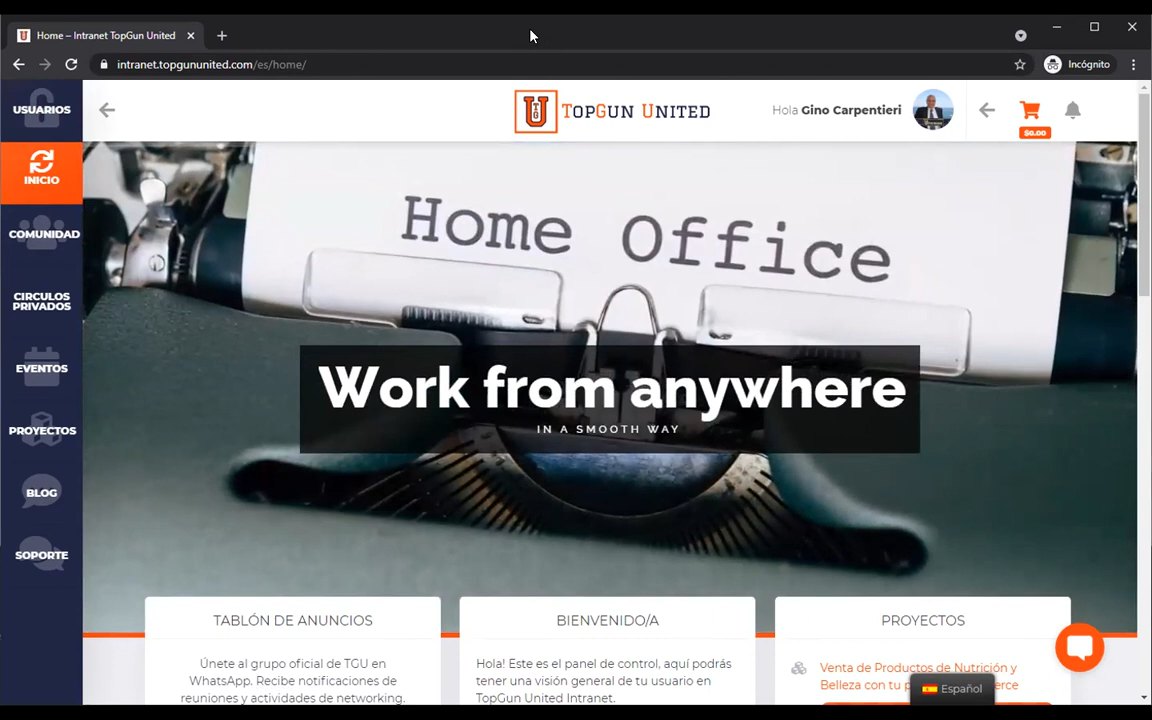 Home – Intranet TopGun United
intranet.topgununited.com/es/home/
Incógnito
USUARIOS
TOPGUN UNITED
Hola Gino Carpentieri
$0.00
INICIO
COMUNIDAD
CIRCULOS
PRIVADOS
EVENTOS
PROYECTOS
BLOG
SOPORTE
Home Office
Work from anywhere
IN A SMOOTH WAY
TABLÓN DE ANUNCIOS
Únete al grupo oficial de TGU en
WhatsApp. Recibe notificaciones de
reuniones y actividades de networking.
BIENVENIDO/A
Hola! Este es el panel de control, aquí podrás
tener una visión general de tu usuario en
TopGun United Intranet.
PROYECTOS
Venta de Productos de Nutrición y
Belleza con tu
Español